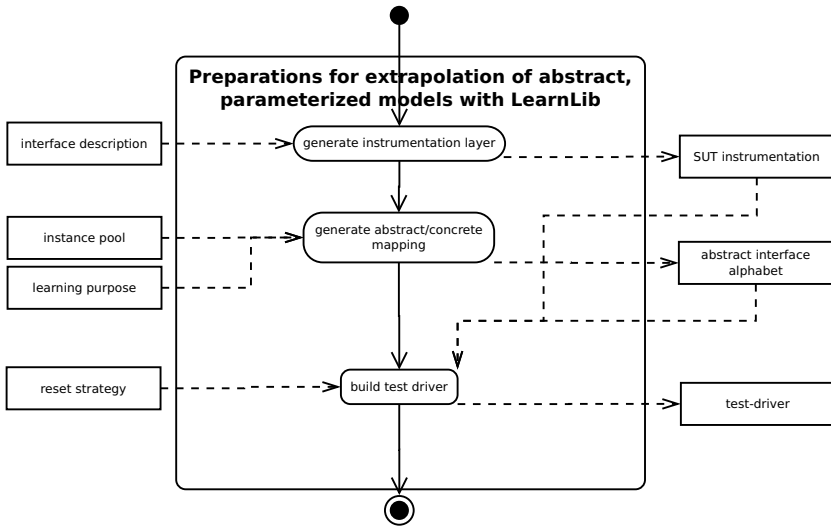 Preparations for extrapolation of abstract,
parameterized models with LearnLib
interface description
generate instrumentation layer
SUT instrumentation
instance pool
generate abstract/concrete
mapping
abstract interface
alphabet
learning purpose
reset strategy
build test driver
test-driver